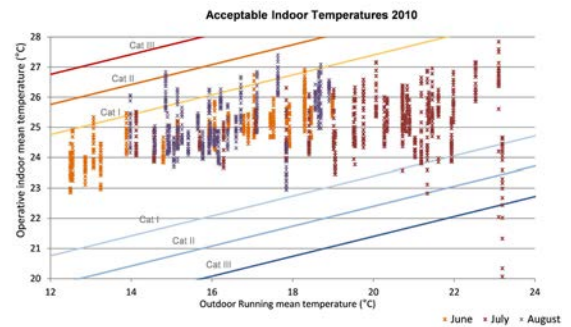 Acceptable Indoor Temperatures 2010
Operative indoor mean temperature (°C)
28
27
26
25
24
23
22
21
20
Cat III
Cat II
Cat I
Cat I
Cat II
Cat III
12
14
16
18
20
22
24
Outdoor Running mean temperature (°C)
June
July
August